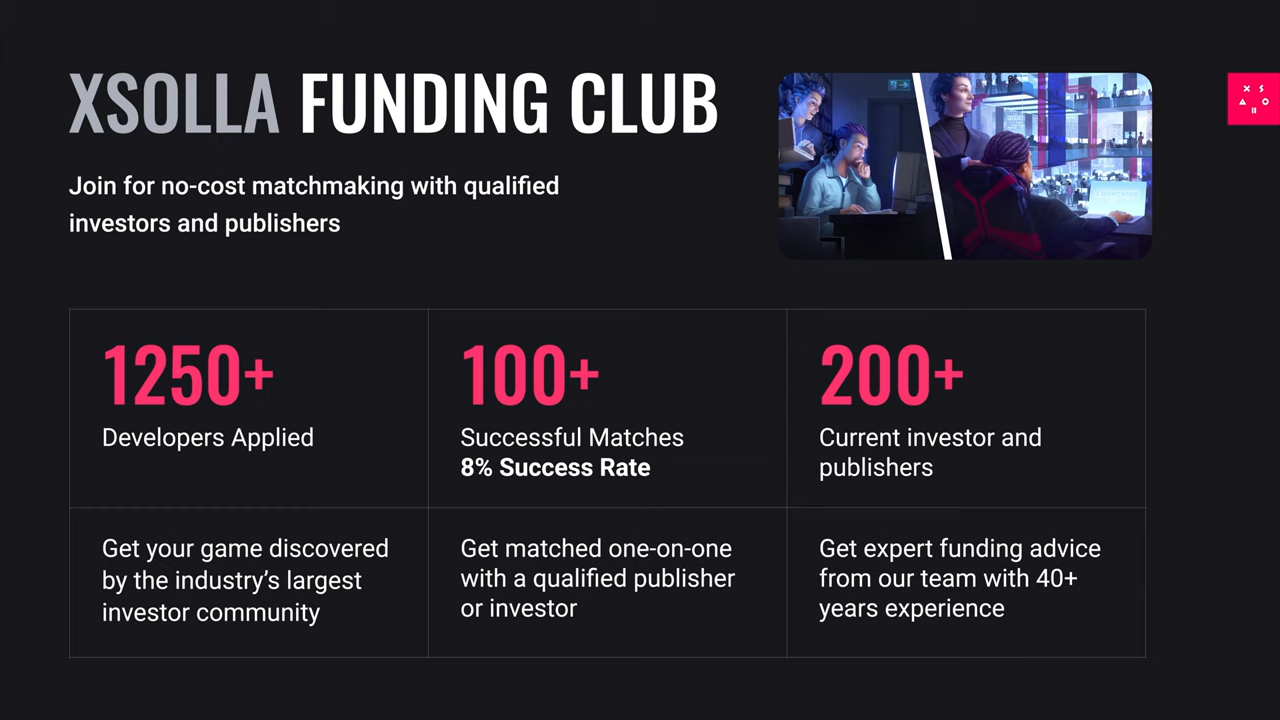 XSOLLA FUNDING CLUB
Join for no-cost matchmaking with qualified
investors and publishers
XS
AO
II
1250+
Developers Applied
100+
Successful Matches
8% Success Rate
200+
Current investor and
publishers
Get your game discovered
by the industry's largest
investor community
Get matched one-on-one
with a qualified publisher
or investor
Get expert funding advice
from our team with 40+
years experience